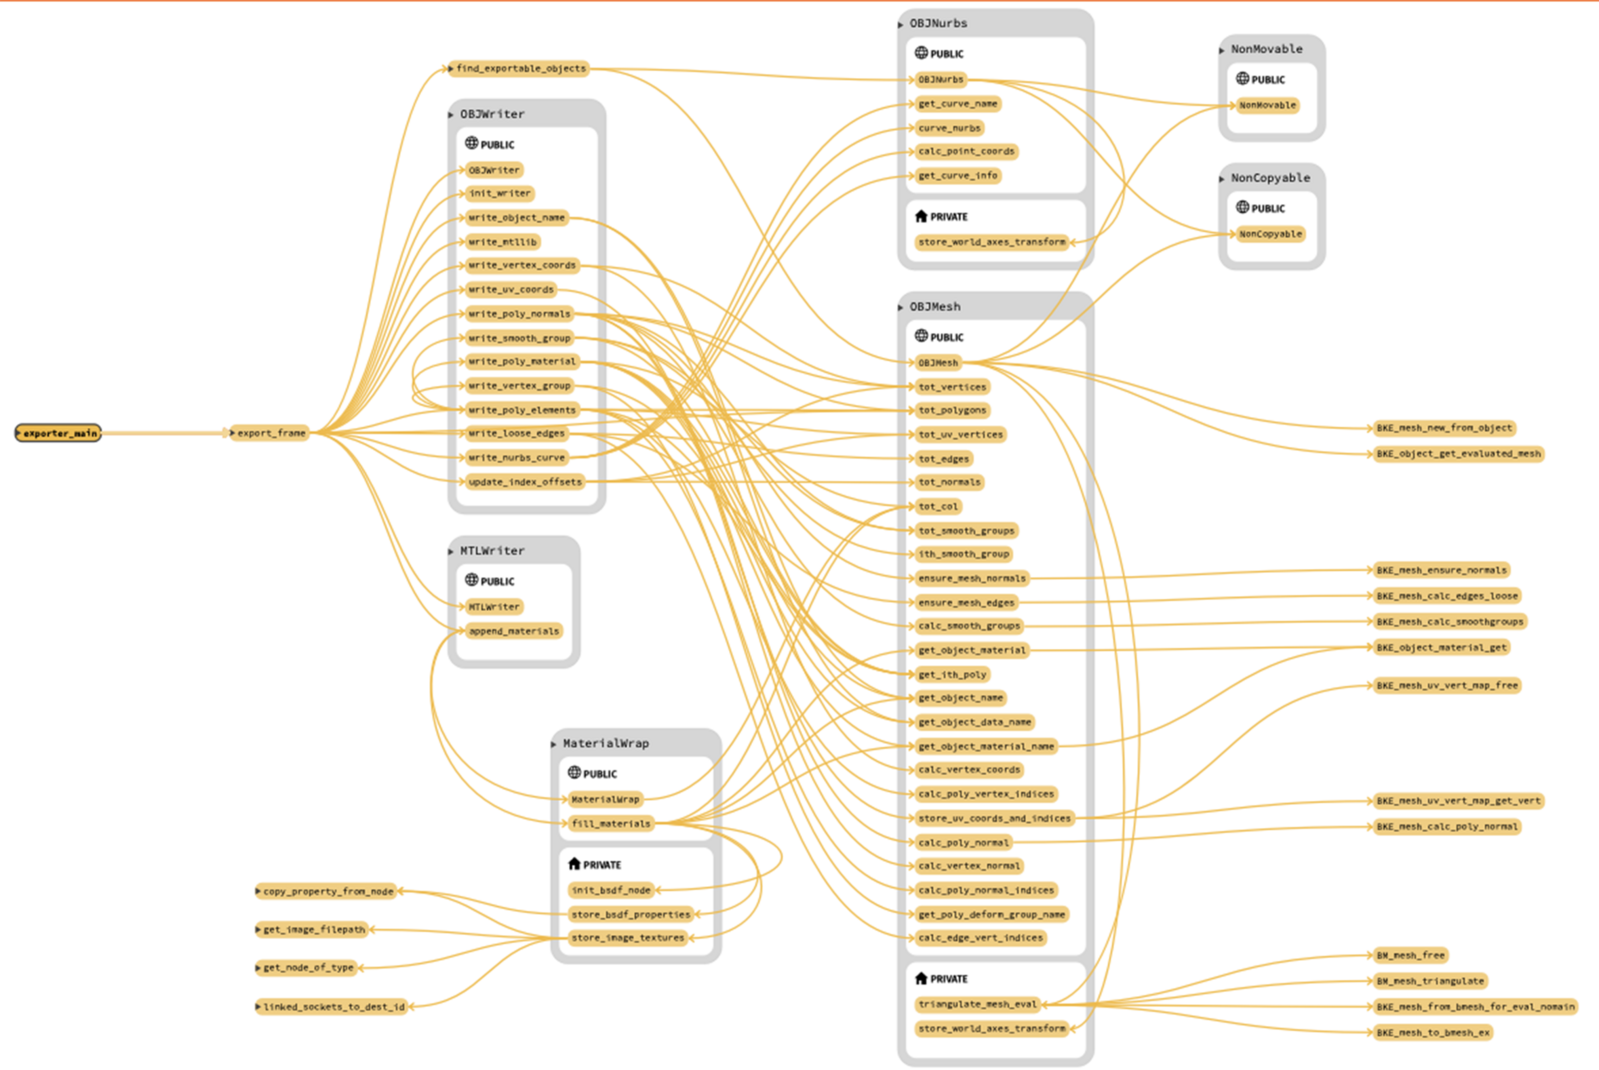 exporter_main
export_frame
find_exportable_objects
OBJWriter
PUBLIC
OBJWriter
init_writer
write_object_name
write_mtllib
write_vertex_coords
write_uv_coords
write_poly_normals
write_smooth_group
write_poly_material
write_vertex_group
write_poly_elements
write_loose_edges
write_nurbs_curve
update_index_offsets
MTLWriter
PUBLIC
MTLWriter
append_materials
MaterialWrap
PUBLIC
MaterialWrap
fill_materials
PRIVATE
init_bsdf_node
store_bsdf_properties
store_image_textures
copy_property_from_node
get_image_filepath
get_node_of_type
linked_sockets_to_dest_id
OBJNurbs
PUBLIC
OBJNurbs
get_curve_name
curve_nurbs
calc_point_coords
get_curve_info
PRIVATE
store_world_axes_transform
OBJMesh
PUBLIC
OBJMesh
tot_vertices
tot_polygons
tot_uv_vertices
tot_edges
tot_normals
tot_col
tot_smooth_groups
ith_smooth_group
ensure_mesh_normals
ensure_mesh_edges
calc_smooth_groups
get_object_material
get_ith_poly
get_object_name
get_object_data_name
get_object_material_name
calc_vertex_coords
calc_poly_vertex_indices
store_uv_coords_and_indices
calc_poly_normal
calc_vertex_normal
calc_poly_normal_indices
get_poly_deform_group_name
calc_edge_vert_indices
PRIVATE
triangulate_mesh_eval
store_world_axes_transform
NonMovable
PUBLIC
NonMovable
NonCopyable
PUBLIC
NonCopyable
BKE_mesh_new_from_object
BKE_object_get_evaluated_mesh
BKE_mesh_ensure_normals
BKE_mesh_calc_edges_loose
BKE_mesh_calc_smoothgroups
BKE_object_material_get
BKE_mesh_uv_vert_map_free
BKE_mesh_uv_vert_map_get_vert
BKE_mesh_calc_poly_normal
BM_mesh_free
BM_mesh_triangulate
BKE_mesh_from_bmesh_for_eval_nomain
BKE_mesh_to_bmesh_ex